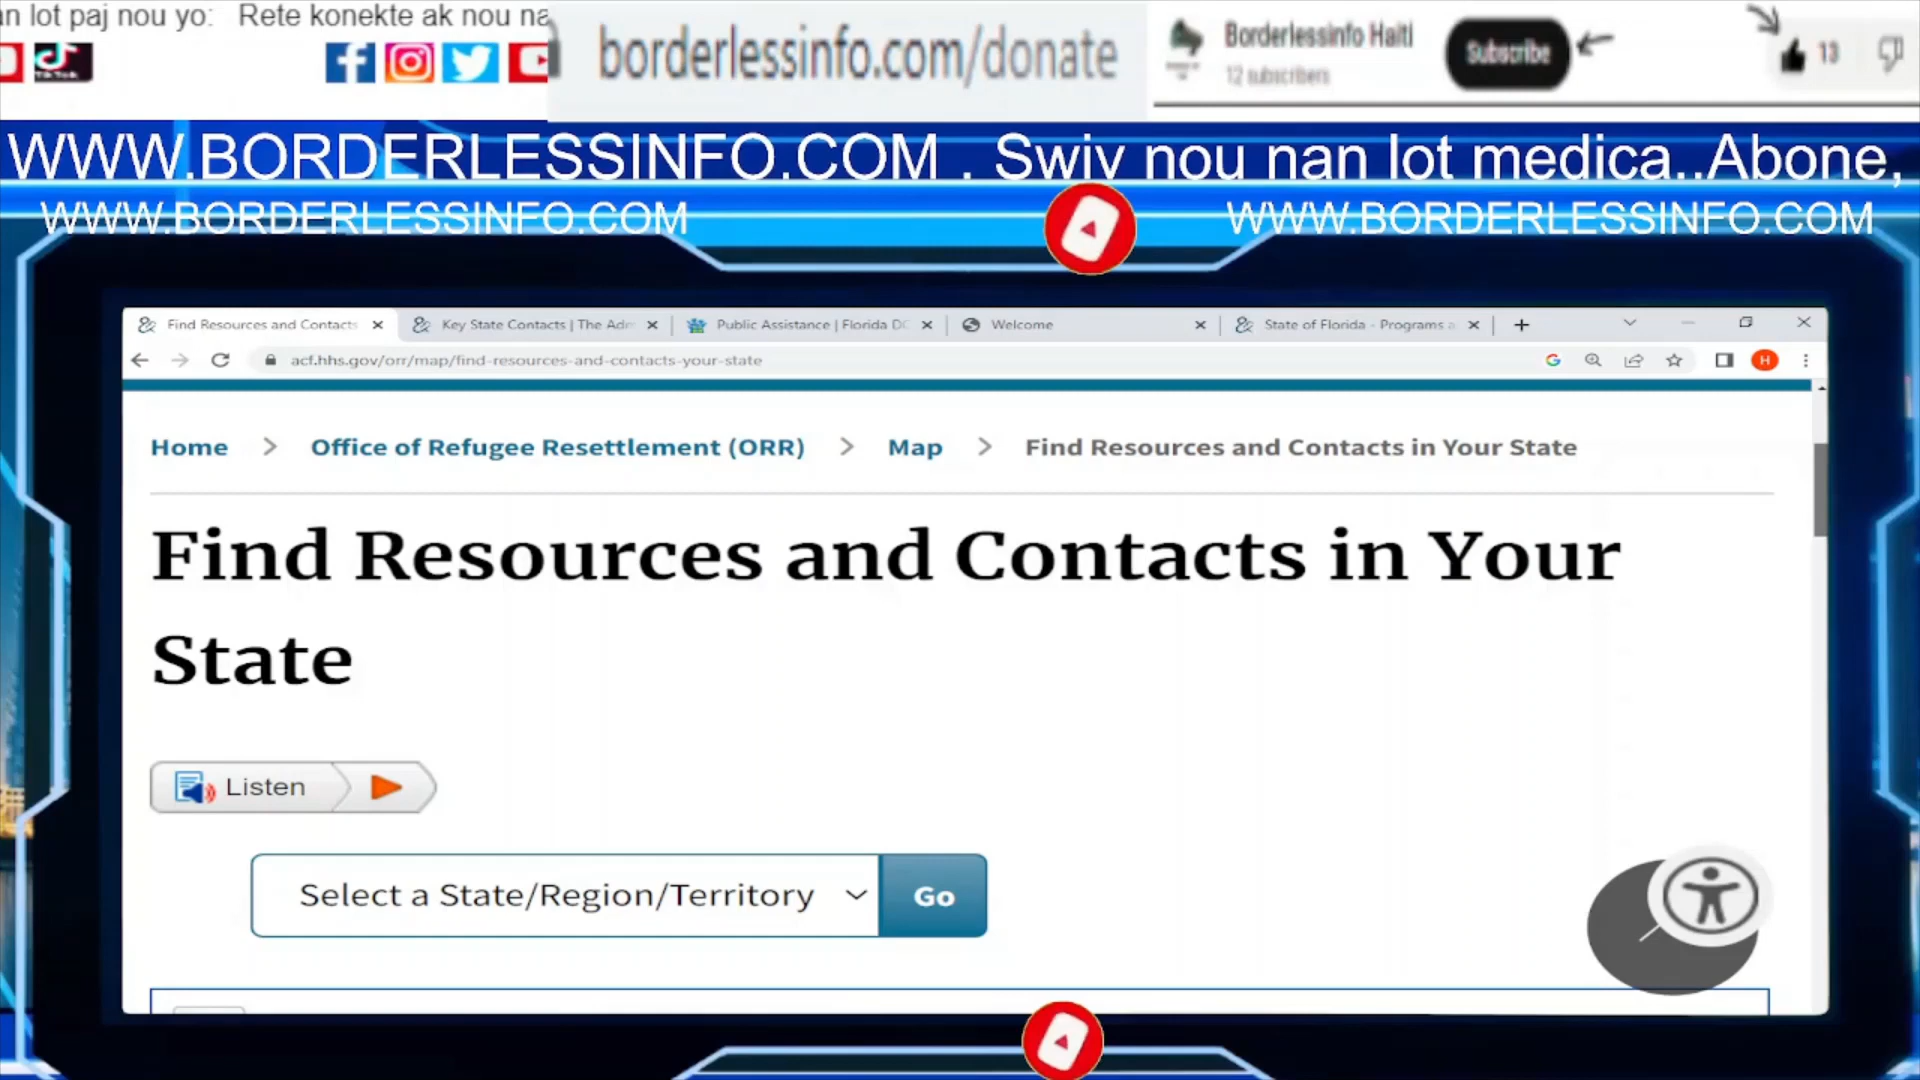 n lot paj nou yo: Rete konekte ak nou na
TikTok
borderlessinfo.com/donate
Borderlessinfo Haiti
12 subscribers
Subscribe
13
WWW.BORDERLESSINFO.COM . Swiv nou nan lot medica..Abone,
WWW.BORDERLESSINFO.COM
WWW.BORDERLESSINFO.COM
Find Resources and Contacts
Key State Contacts | The Adm
Public Assistance | Florida DC
Welcome
State of Florida - Programs a
acf.hhs.gov/orr/map/find-resources-and-contacts-your-state
H
Home > Office of Refugee Resettlement (ORR) > Map > Find Resources and Contacts in Your State
Find Resources and Contacts in Your
State
Listen
Select a State/Region/Territory
Go